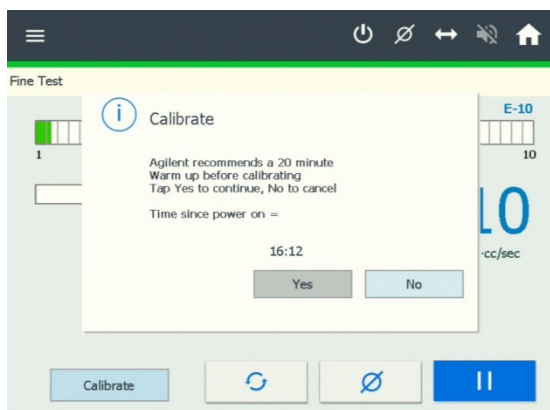 Fine Test
E-10
1
10
Calibrate
Agilent recommends a 20 minute
Warm up before calibrating
Tap Yes to continue, No to cancel
Time since power on =
16:12
Yes
No
10
·cc/sec
Calibrate